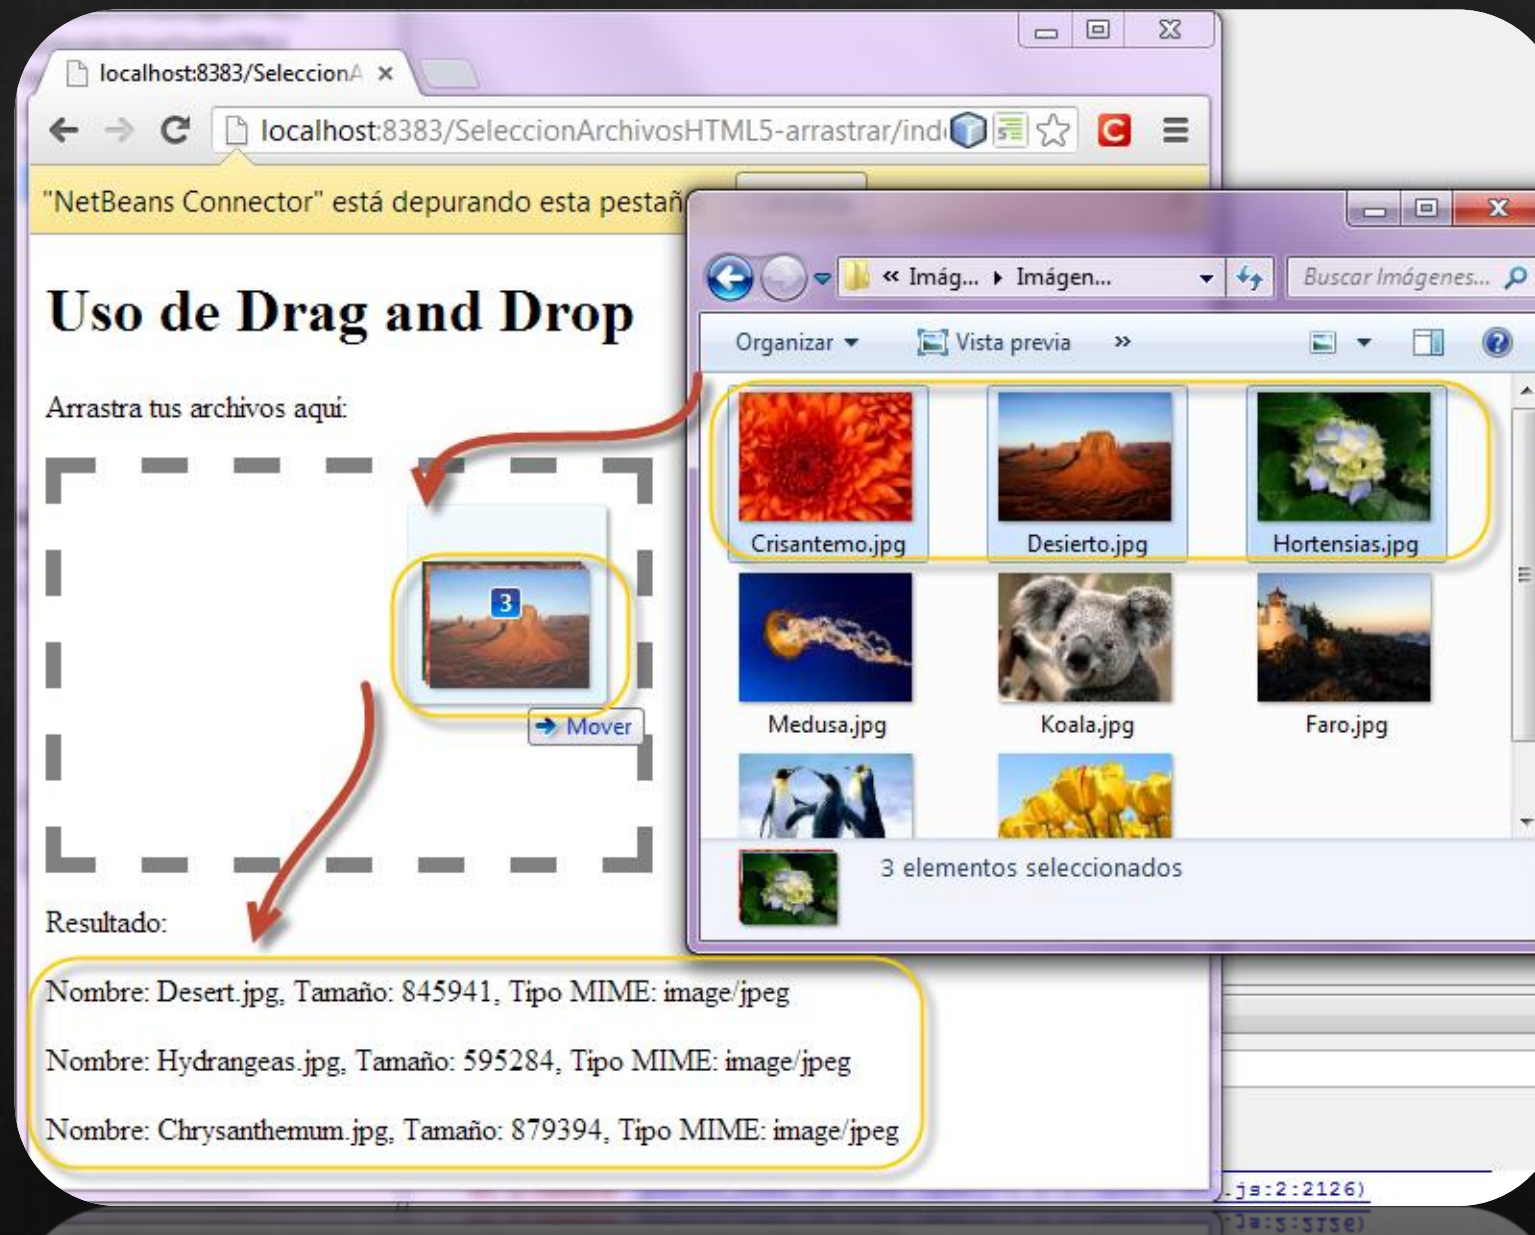 localhost:8383/SeleccionA
localhost:8383/SeleccionArchivosHTML5-arrastrar/ind
"NetBeans Connector" está depurando esta pestañ
Uso de Drag and Drop
Arrastra tus archivos aquí:
3
Mover
Resultado:
Nombre: Desert.jpg, Tamaño: 845941, Tipo MIME: image/jpeg
Nombre: Hydrangeas.jpg, Tamaño: 595284, Tipo MIME: image/jpeg
Nombre: Chrysanthemum.jpg, Tamaño: 879394, Tipo MIME: image/jpeg
« Imág... Imágen...
Buscar Imágenes...
Organizar Vista previa »
Crisantemo.jpg Desierto.jpg Hortensias.jpg
Medusa.jpg Koala.jpg Faro.jpg
3 elementos seleccionados
.js:2:2126)